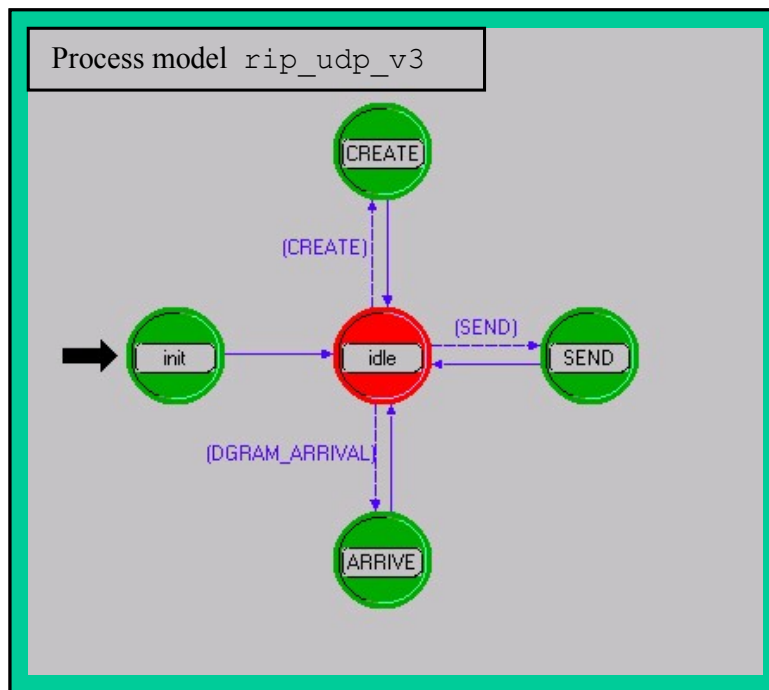 Process model rip_udp_v3
CREATE
(CREATE)
(SEND)
init
idle
SEND
(DGRAM_ARRIVAL)
ARRIVE